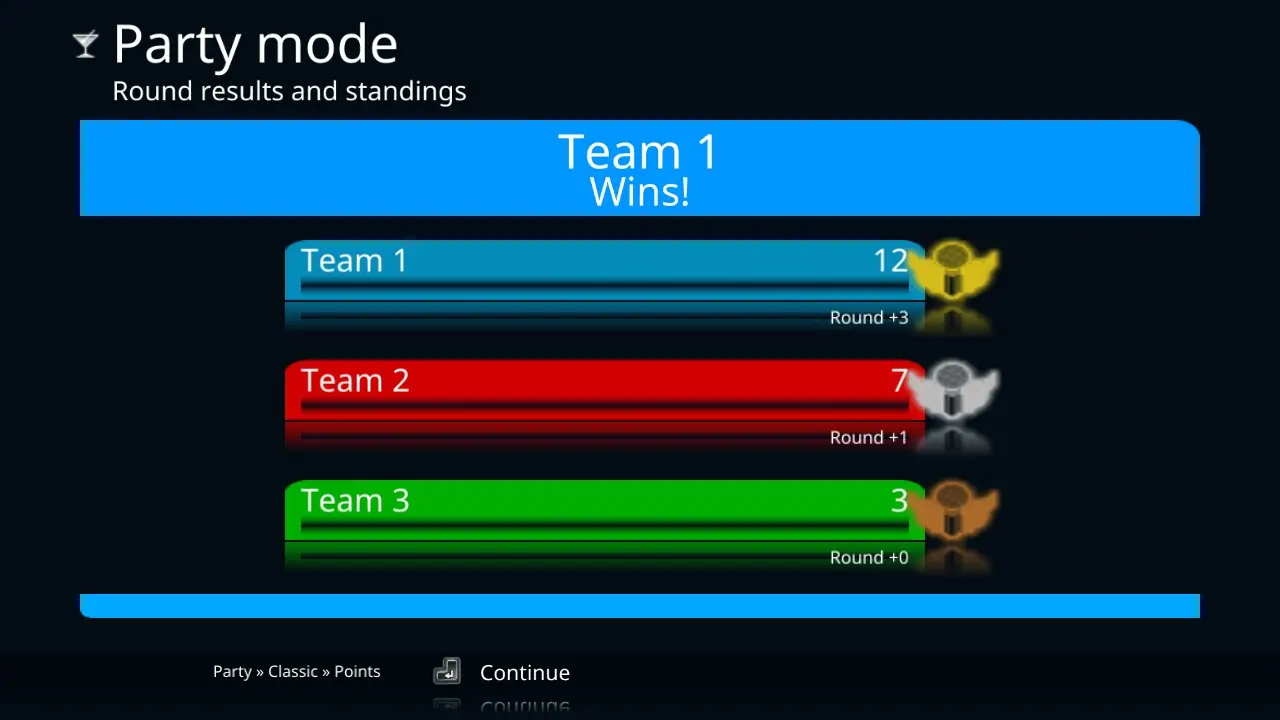 Party mode
Round results and standings
Team 1
Wins!
Team 1 12
Round +3
Team 2 7
Round +1
Team 3 3
Round +0
Party » Classic » Points
Continue